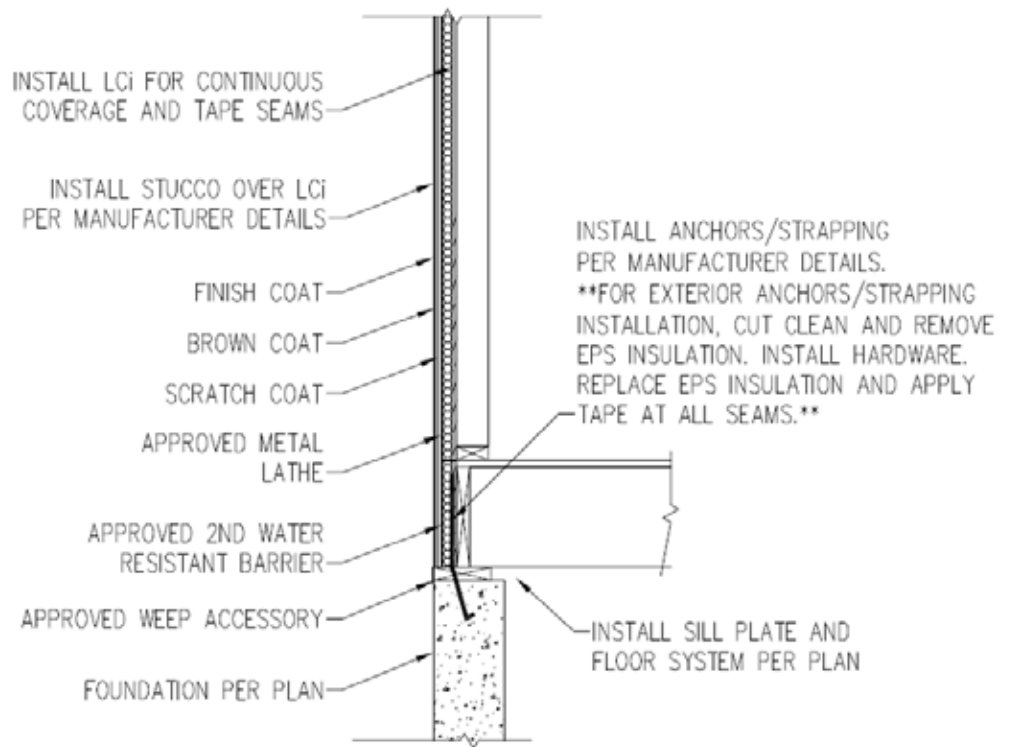 INSTALL LCi FOR CONTINUOUS
COVERAGE AND TAPE SEAMS
INSTALL STUCCO OVER LCi
PER MANUFACTURER DETAILS
FINISH COAT
BROWN COAT
SCRATCH COAT
APPROVED METAL
LATHE
APPROVED 2ND WATER
RESISTANT BARRIER
APPROVED WEEP ACCESSORY
FOUNDATION PER PLAN
INSTALL ANCHORS/STRAPPING
PER MANUFACTURER DETAILS.
**FOR EXTERIOR ANCHORS/STRAPPING
INSTALLATION, CUT CLEAN AND REMOVE
EPS INSULATION. INSTALL HARDWARE.
REPLACE EPS INSULATION AND APPLY
TAPE AT ALL SEAMS.**
INSTALL SILL PLATE AND
FLOOR SYSTEM PER PLAN